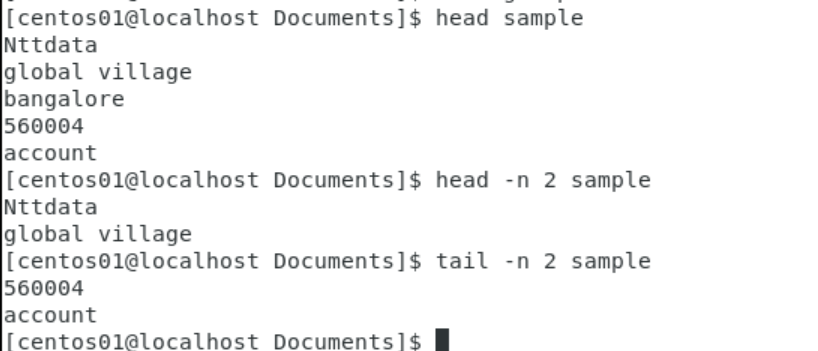 [centos01@localhost Documents]$ head sample
Nttdata
global village
bangalore
560004
account
[centos01@localhost Documents]$ head -n 2 sample
Nttdata
global village
[centos01@localhost Documents]$ tail -n 2 sample
560004
account
[centos01@localhost Documents]$